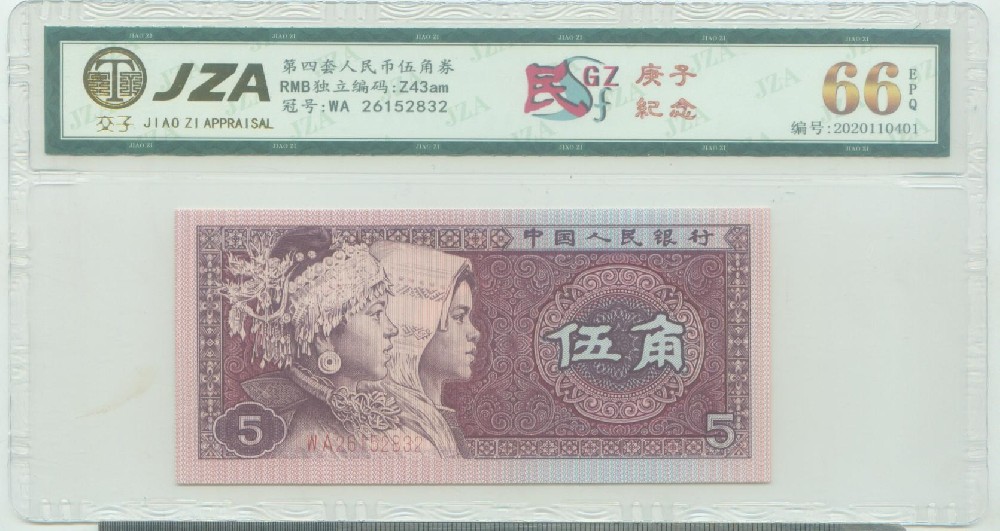 JZA
交子 JIAO ZI APPRAISAL
第四套人民币伍角券
RMB独立编码:Z43am
冠号:WA 26152832
民 GZ f
庚子
紀念
66 EPQ
编号:2020110401
中国人民银行
伍角
5
WA26152832
5